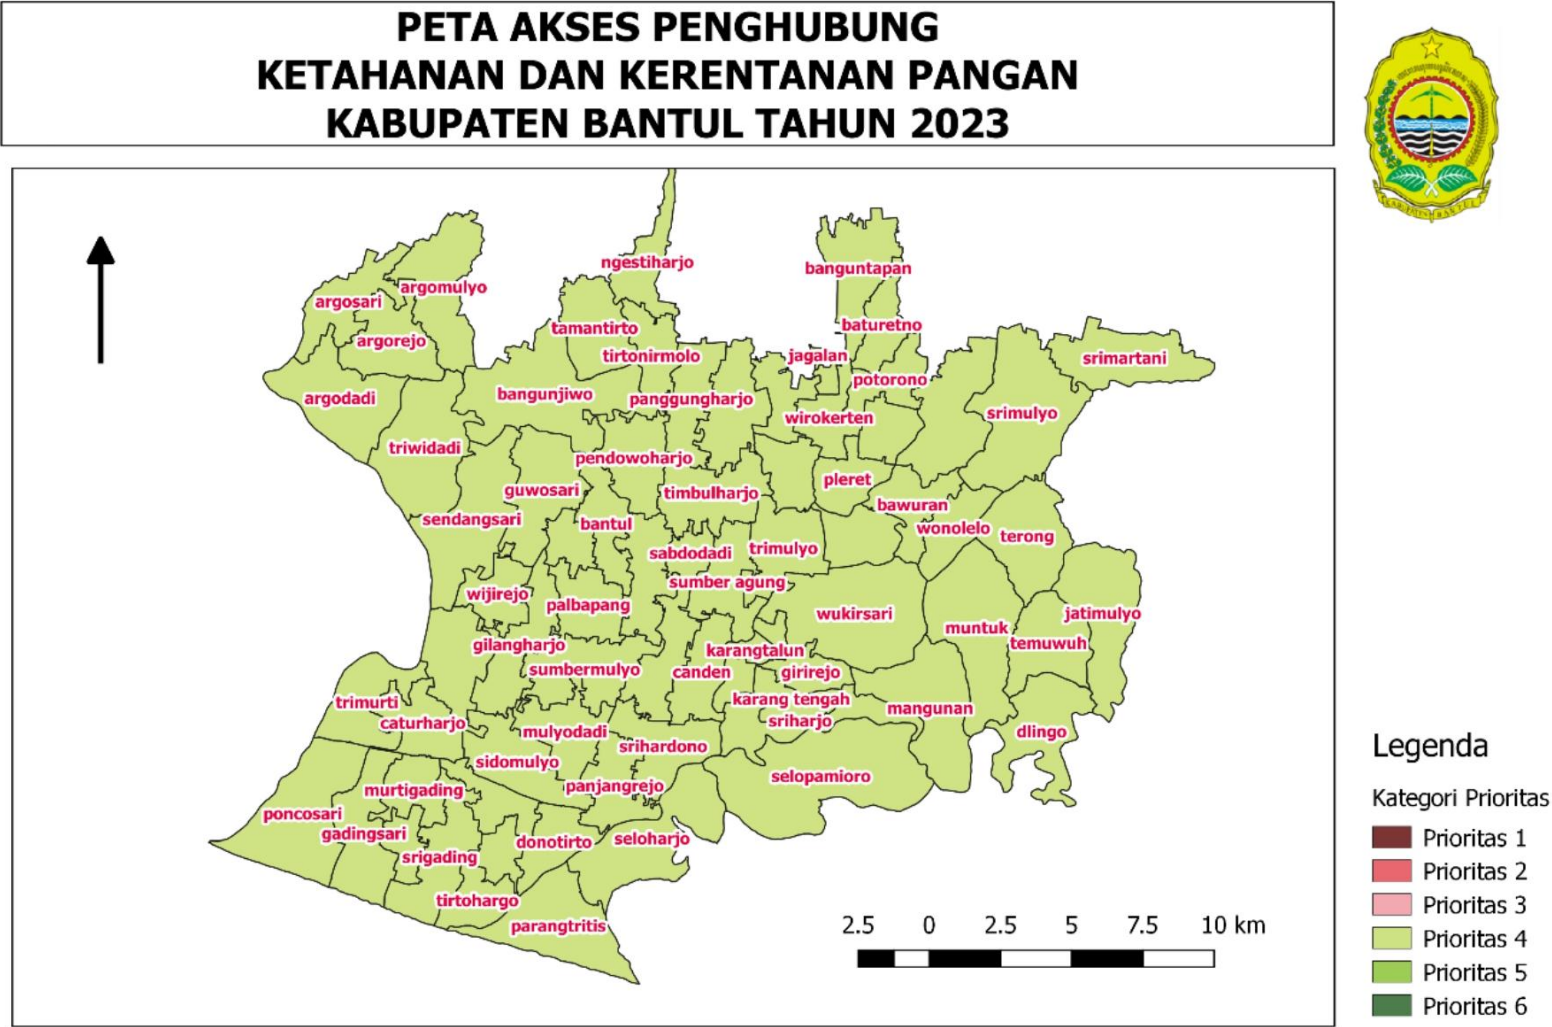 PETA AKSES PENGHUBUNG
KETAHANAN DAN KERENTANAN PANGAN
KABUPATEN BANTUL TAHUN 2023
ngestiharjo
banguntapan
argomulyo
argosari
baturetno
tamantirto
argorejo
tirtonirmolo
jagalan
srimartani
potorono
bangunjiwo
argodadi
panggungharjo
srimulyo
wirokerten
triwidadi
pendowoharjo
pleret
guwosari
timbulharjo
bawuran
sendangsari
bantul
wonolelo
terong
sabdodadi
trimulyo
sumber agung
wijirejo
palbapang
wukirsari
jatimulyo
muntuk
temuwuh
gilangharjo
karangtalun
sumbermulyo
canden
girirejo
trimurti
karang tengah
mangunan
caturharjo
sriharjo
mulyodadi
dlingo
srihardono
sidomulyo
selopamioro
panjangrejo
murtigading
poncosari
gadingsari
donotirto
seloharjo
srigading
tirtohargo
parangtritis
2.5 0 2.5 5 7.5 10 km
Legenda
Kategori Prioritas
Prioritas 1
Prioritas 2
Prioritas 3
Prioritas 4
Prioritas 5
Prioritas 6